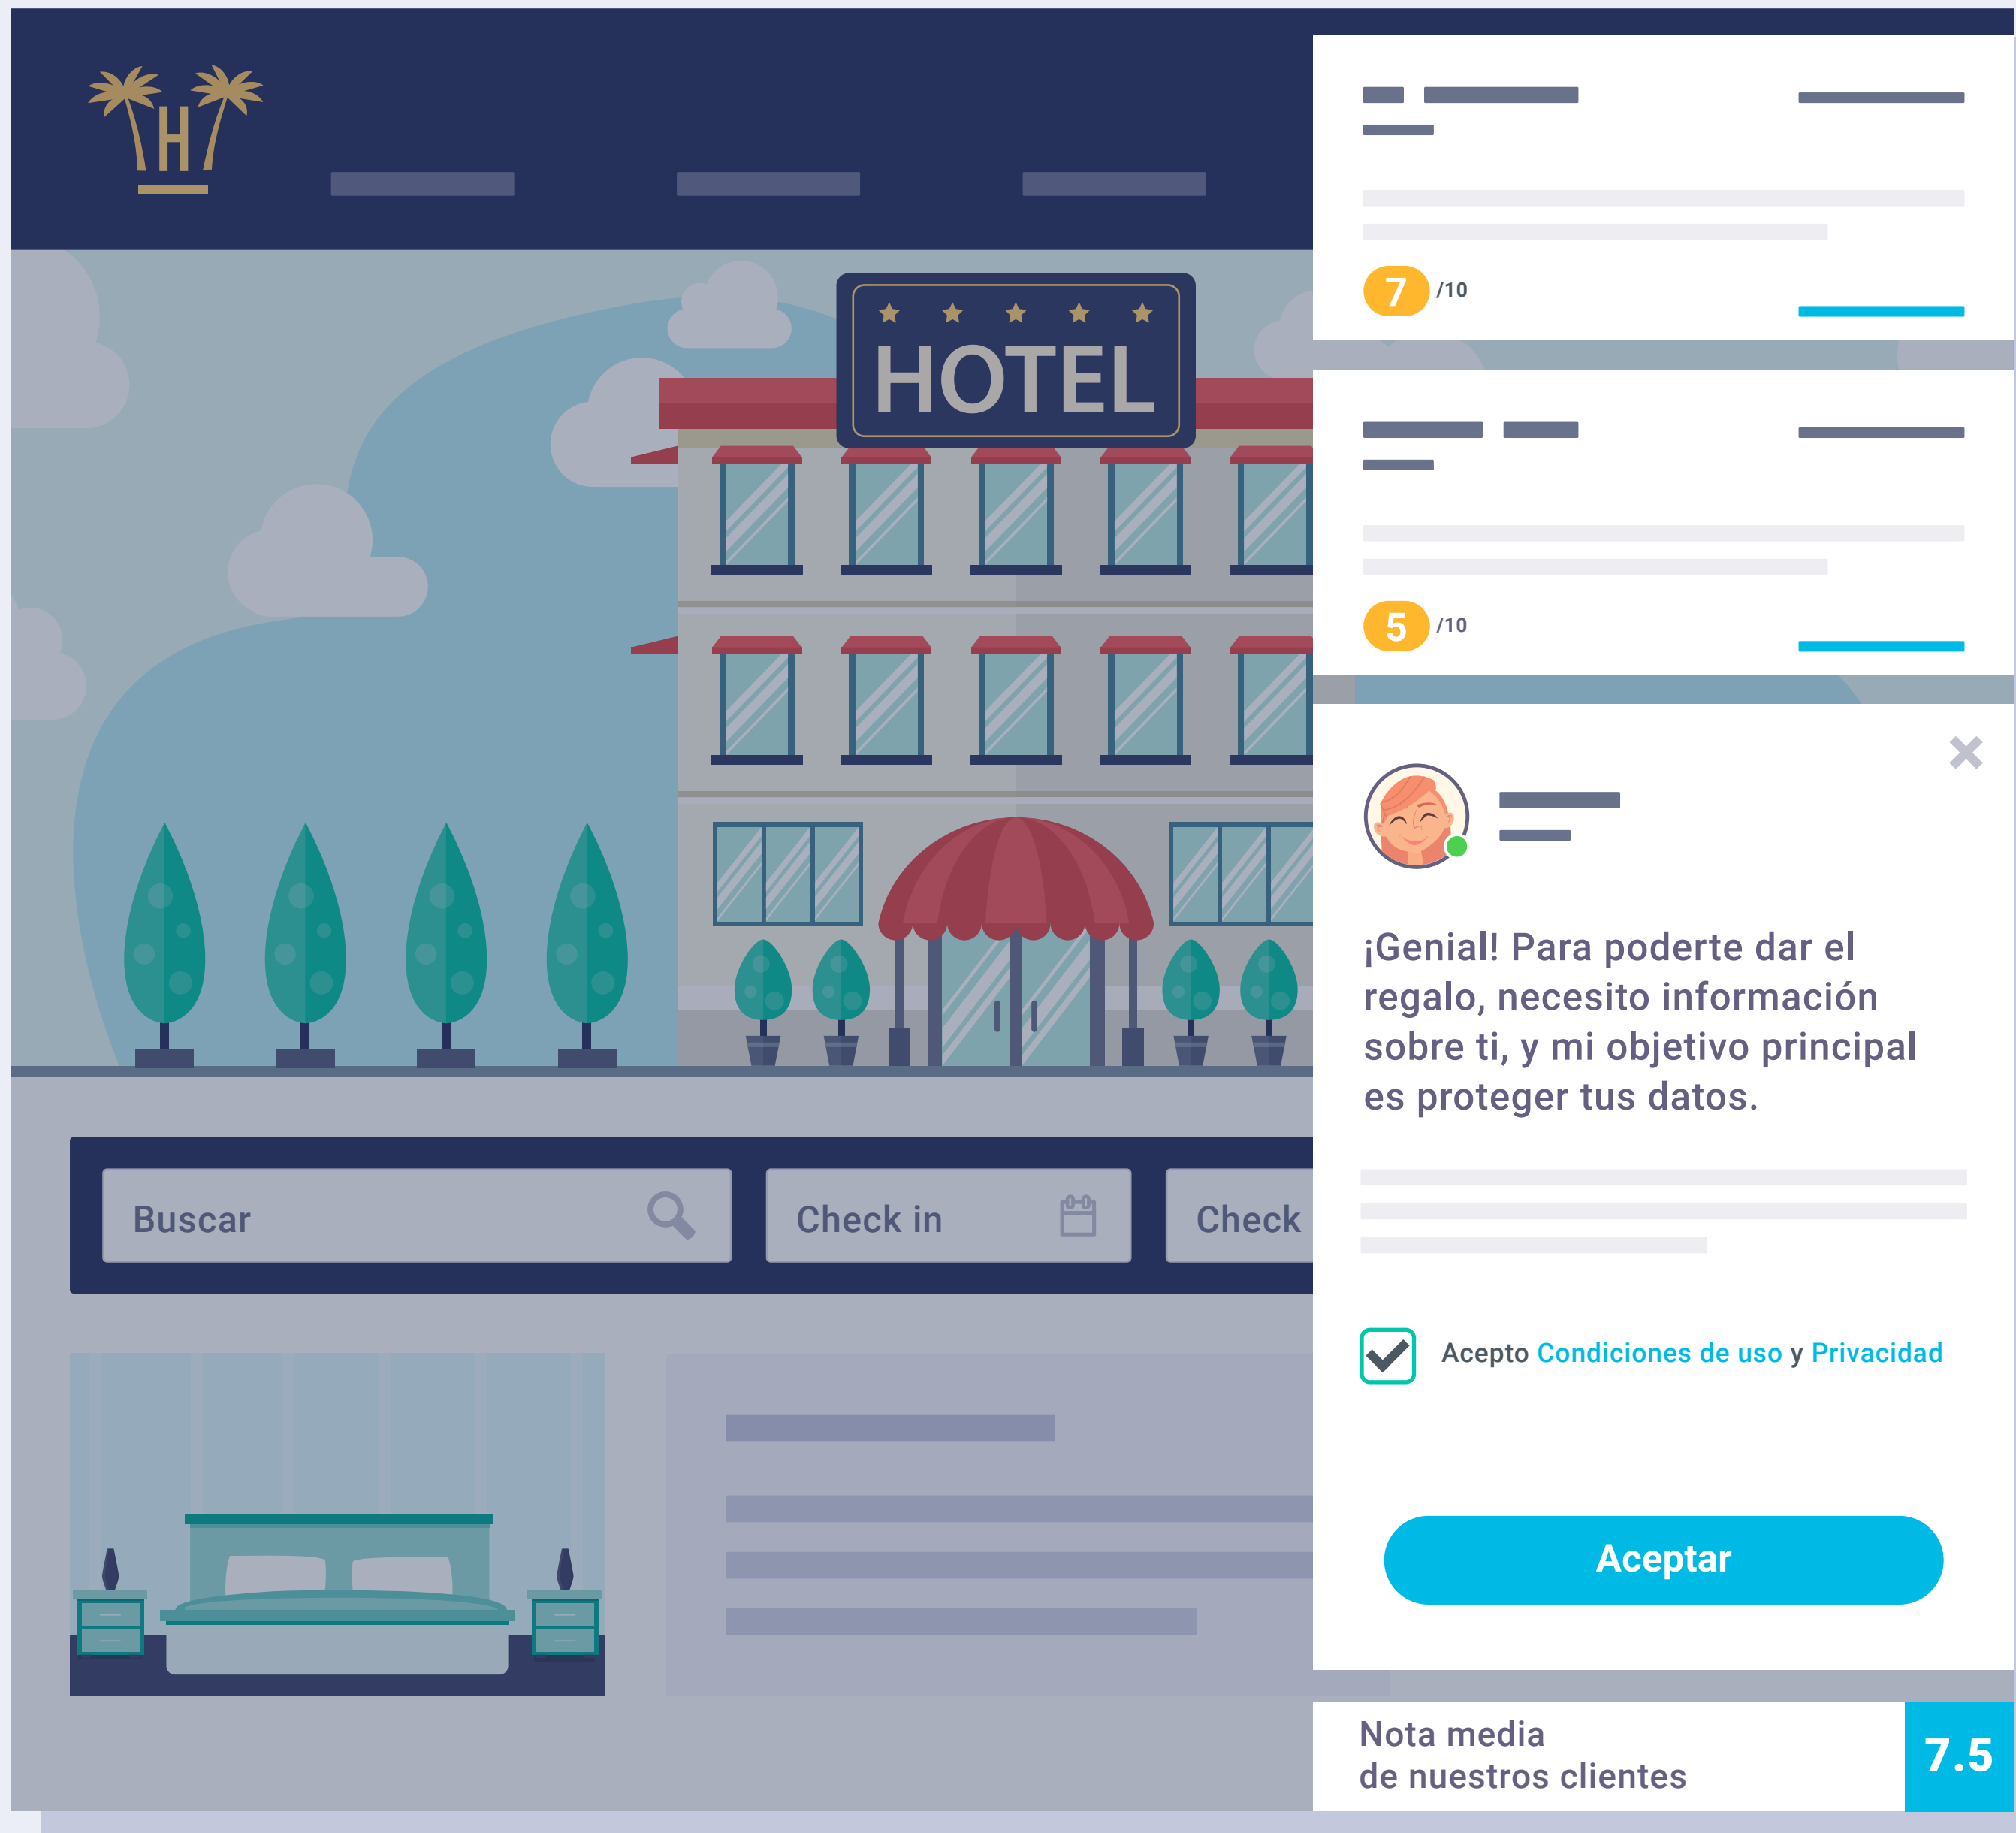 H
HOTEL
Buscar
Check in
Check
7 /10
5 /10
¡Genial! Para poderte dar el
regalo, necesito información
sobre ti, y mi objetivo principal
es proteger tus datos.
Acepto Condiciones de uso y Privacidad
Aceptar
Nota media
de nuestros clientes
7.5